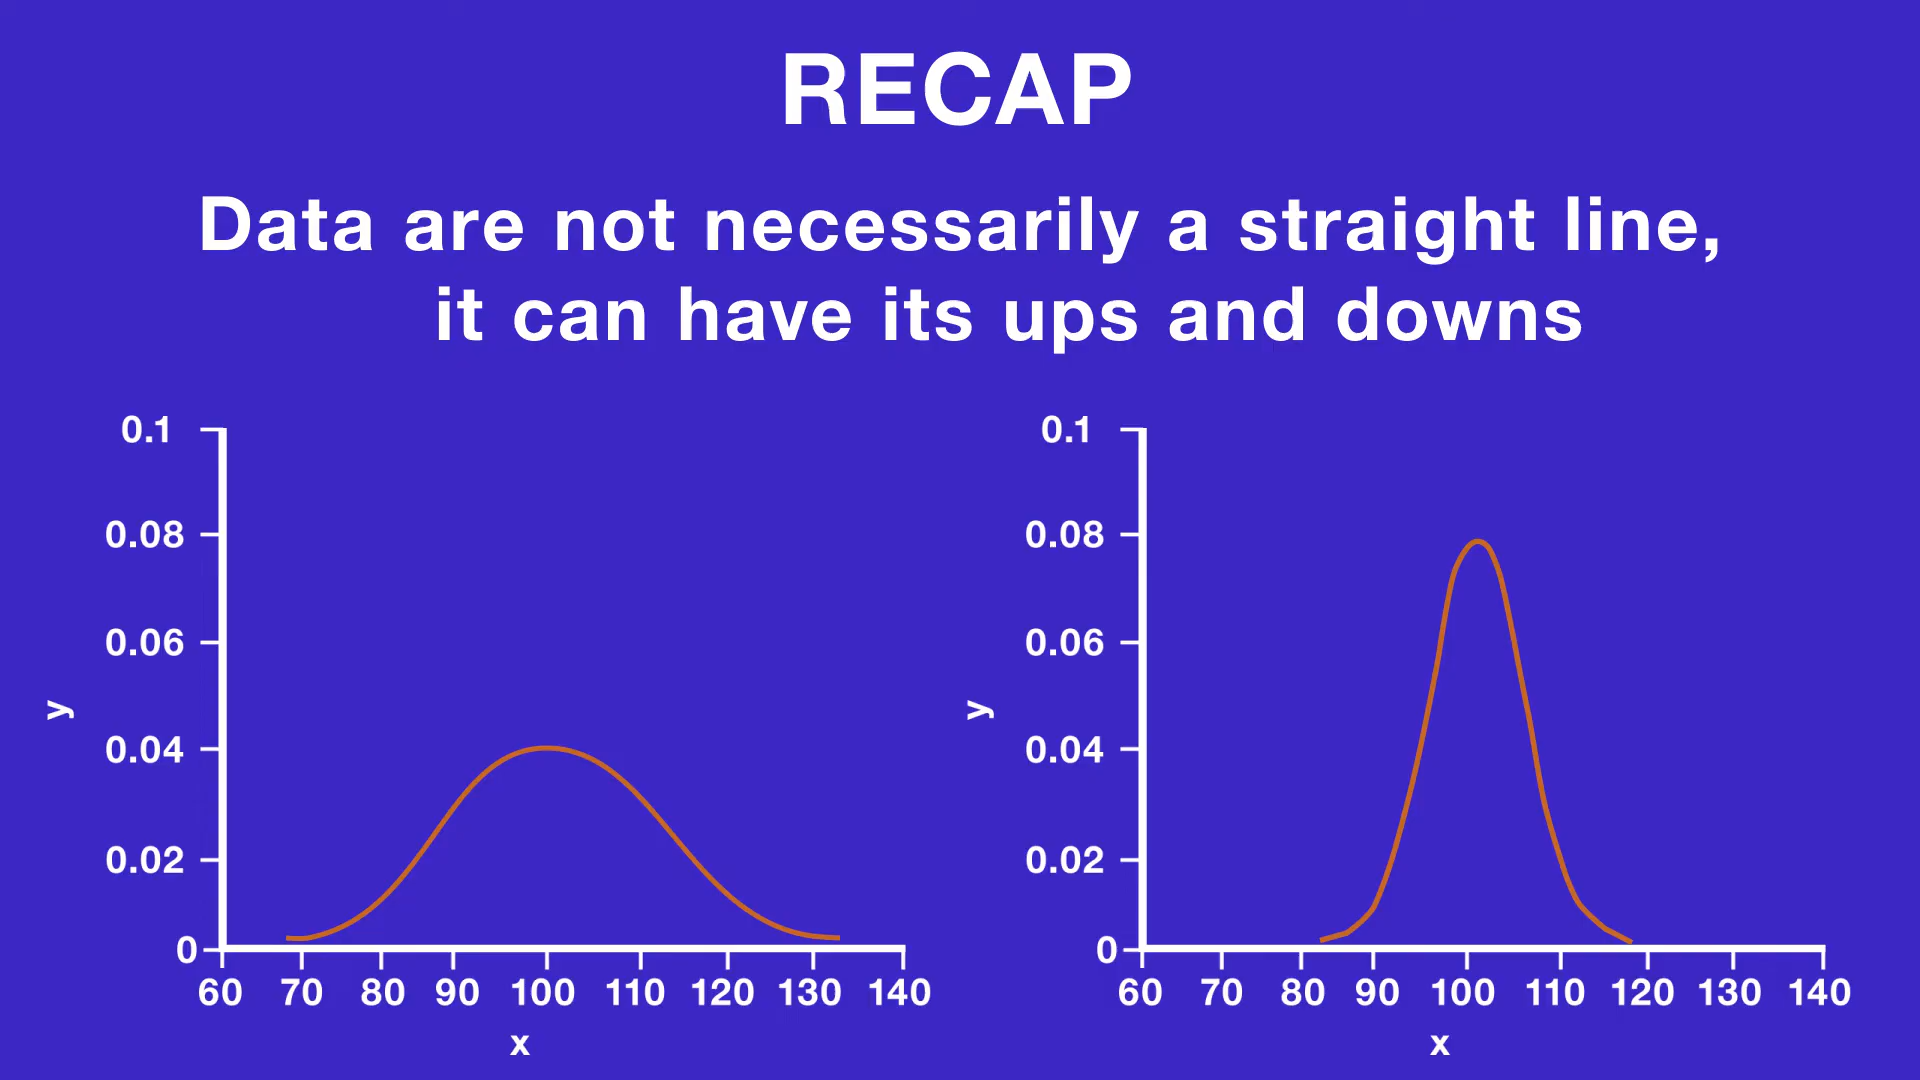 RECAP
Data are not necessarily a straight line,
it can have its ups and downs
0.1
0.08
0.06
0.04
0.02
0
y
60 70 80 90 100 110 120 130 140
x
0.1
0.08
0.06
0.04
0.02
0
y
60 70 80 90 100 110 120 130 140
x